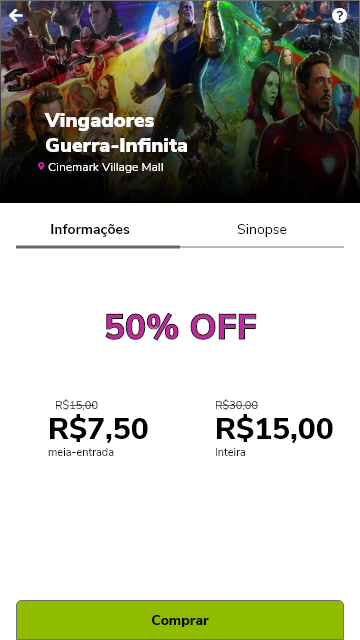 ?
Vingadores
Guerra-Infinita
Cinemark Village Mall
Informações
Sinopse
50% OFF
R$15,00
R$7,50
meia-entrada
R$30,00
R$15,00
Inteira
Comprar